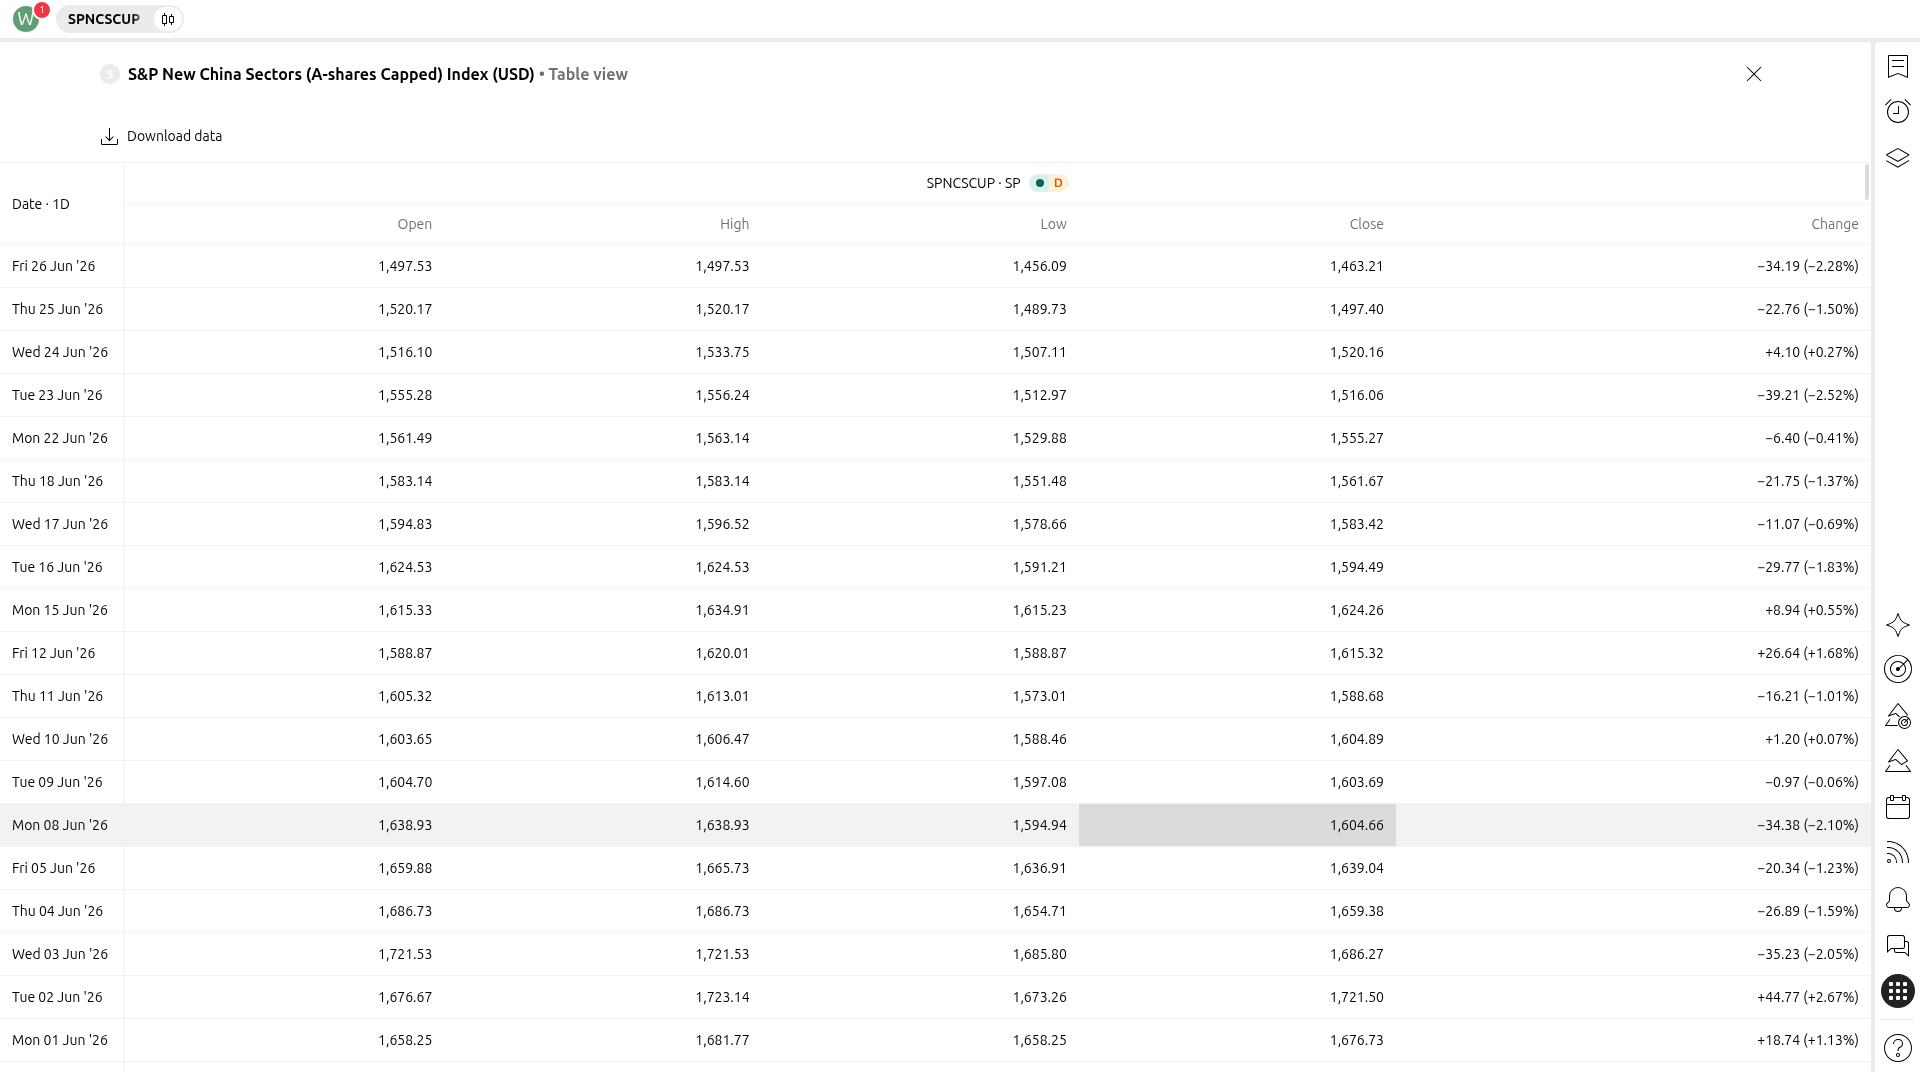 W 1 SPNCSCUP
S S&P New China Sectors (A-shares Capped) Index (USD) • Table view
Download data
SPNCSCUP · SP D
Date · 1D
Open High Low Close Change
Fri 26 Jun '26 1,497.53 1,497.53 1,456.09 1,463.21 −34.19 (−2.28%)
Thu 25 Jun '26 1,520.17 1,520.17 1,489.73 1,497.40 −22.76 (−1.50%)
Wed 24 Jun '26 1,516.10 1,533.75 1,507.11 1,520.16 +4.10 (+0.27%)
Tue 23 Jun '26 1,555.28 1,556.24 1,512.97 1,516.06 −39.21 (−2.52%)
Mon 22 Jun '26 1,561.49 1,563.14 1,529.88 1,555.27 −6.40 (−0.41%)
Thu 18 Jun '26 1,583.14 1,583.14 1,551.48 1,561.67 −21.75 (−1.37%)
Wed 17 Jun '26 1,594.83 1,596.52 1,578.66 1,583.42 −11.07 (−0.69%)
Tue 16 Jun '26 1,624.53 1,624.53 1,591.21 1,594.49 −29.77 (−1.83%)
Mon 15 Jun '26 1,615.33 1,634.91 1,615.23 1,624.26 +8.94 (+0.55%)
Fri 12 Jun '26 1,588.87 1,620.01 1,588.87 1,615.32 +26.64 (+1.68%)
Thu 11 Jun '26 1,605.32 1,613.01 1,573.01 1,588.68 −16.21 (−1.01%)
Wed 10 Jun '26 1,603.65 1,606.47 1,588.46 1,604.89 +1.20 (+0.07%)
Tue 09 Jun '26 1,604.70 1,614.60 1,597.08 1,603.69 −0.97 (−0.06%)
Mon 08 Jun '26 1,638.93 1,638.93 1,594.94 1,604.66 −34.38 (−2.10%)
Fri 05 Jun '26 1,659.88 1,665.73 1,636.91 1,639.04 −20.34 (−1.23%)
Thu 04 Jun '26 1,686.73 1,686.73 1,654.71 1,659.38 −26.89 (−1.59%)
Wed 03 Jun '26 1,721.53 1,721.53 1,685.80 1,686.27 −35.23 (−2.05%)
Tue 02 Jun '26 1,676.67 1,723.14 1,673.26 1,721.50 +44.77 (+2.67%)
Mon 01 Jun '26 1,658.25 1,681.77 1,658.25 1,676.73 +18.74 (+1.13%)